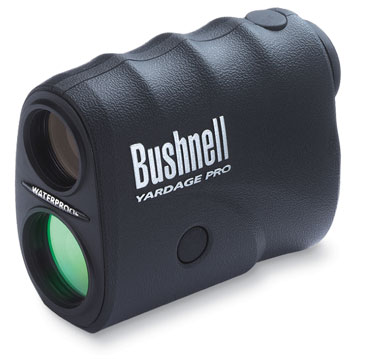 Bushnell
YARDAGE PRO
WATERPROOF